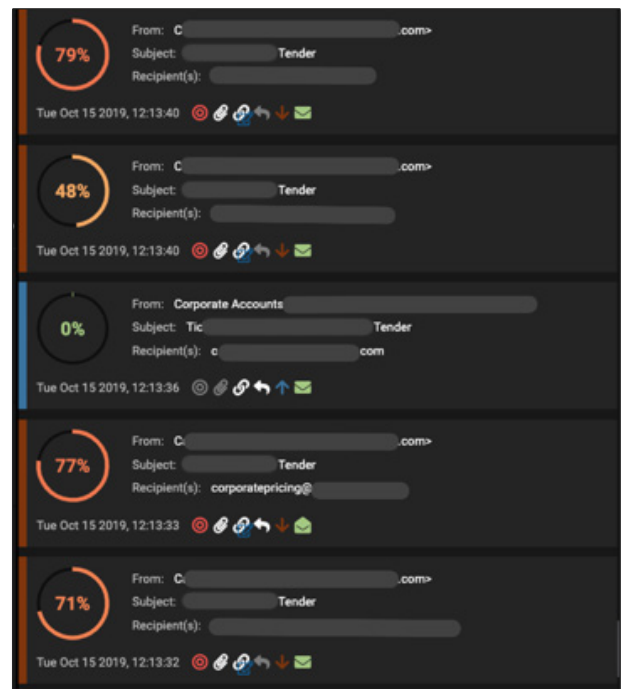 79%
From: C .com>
Subject: Tender
Recipient(s):
Tue Oct 15 2019, 12:13:40
48%
From: C .com>
Subject: Tender
Recipient(s):
Tue Oct 15 2019, 12:13:40
0%
From: Corporate Accounts
Subject: Tic Tender
Recipient(s): c com
Tue Oct 15 2019, 12:13:36
77%
From: C .com>
Subject: Tender
Recipient(s): corporatepricing@
Tue Oct 15 2019, 12:13:33
71%
From: C .com>
Subject: Tender
Recipient(s):
Tue Oct 15 2019, 12:13:32